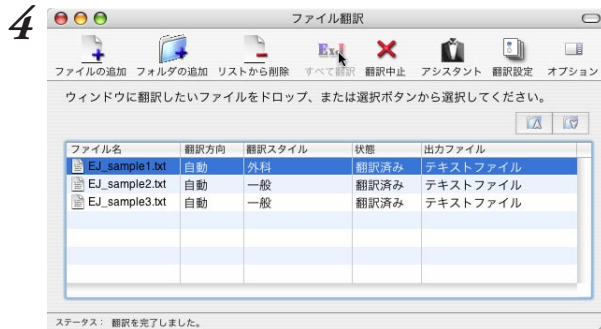 4
ファイル翻訳
ファイルの追加 フォルダの追加 リストから削除 すべて翻訳 翻訳中止 アシスタント 翻訳設定 オプション
ウィンドウに翻訳したいファイルをドロップ、または選択ボタンから選択してください。
ファイル名 翻訳方向 翻訳スタイル 状態 出力ファイル
EJ_sample1.txt 自動 外科 翻訳済み テキストファイル
EJ_sample2.txt 自動 一般 翻訳済み テキストファイル
EJ_sample3.txt 自動 一般 翻訳済み テキストファイル
ステータス： 翻訳を完了しました。